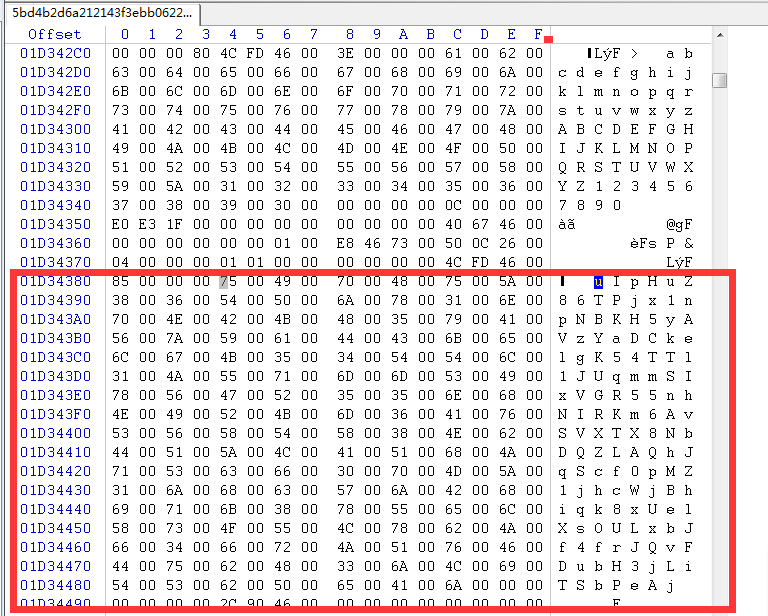 5bd4b2d6a212143f3ebb0622...
Offset 0 1 2 3 4 5 6 7 8 9 A B C D E F
01D342C0 00 00 00 80 4C FD 46 00 3E 00 00 00 61 00 62 00 ▌LýF > a b
01D342D0 63 00 64 00 65 00 66 00 67 00 68 00 69 00 6A 00 c d e f g h i j
01D342E0 6B 00 6C 00 6D 00 6E 00 6F 00 70 00 71 00 72 00 k l m n o p q r
01D342F0 73 00 74 00 75 00 76 00 77 00 78 00 79 00 7A 00 s t u v w x y z
01D34300 41 00 42 00 43 00 44 00 45 00 46 00 47 00 48 00 A B C D E F G H
01D34310 49 00 4A 00 4B 00 4C 00 4D 00 4E 00 4F 00 50 00 I J K L M N O P
01D34320 51 00 52 00 53 00 54 00 55 00 56 00 57 00 58 00 Q R S T U V W X
01D34330 59 00 5A 00 31 00 32 00 33 00 34 00 35 00 36 00 Y Z 1 2 3 4 5 6
01D34340 37 00 38 00 39 00 30 00 00 00 00 00 0C 00 00 00 7 8 9 0
01D34350 E0 E3 1F 00 00 00 00 00 00 00 00 00 40 67 46 00 àã @gF
01D34360 00 00 00 00 00 01 00 E8 46 73 00 50 0C 26 00 èFs P &
01D34370 04 00 00 00 01 01 00 00 00 00 00 00 4C FD 46 00 LýF
01D34380 85 00 00 00 75 00 49 00 70 00 48 00 75 00 5A 00 ▌ u I p H u Z
01D34390 38 00 36 00 54 00 50 00 6A 00 78 00 31 00 6E 00 8 6 T P j x 1 n
01D343A0 70 00 4E 00 42 00 4B 00 48 00 35 00 79 00 41 00 p N B K H 5 y A
01D343B0 56 00 7A 00 59 00 61 00 44 00 43 00 6B 00 65 00 V z Y a D C k e
01D343C0 6C 00 67 00 4B 00 35 00 34 00 54 00 54 00 6C 00 l g K 5 4 T T l
01D343D0 31 00 4A 00 55 00 71 00 6D 00 6D 00 53 00 49 00 1 J U q m m S I
01D343E0 78 00 56 00 47 00 52 00 35 00 35 00 6E 00 68 00 x V G R 5 5 n h
01D343F0 4E 00 49 00 52 00 4B 00 6D 00 36 00 41 00 76 00 N I R K m 6 A v
01D34400 53 00 56 00 58 00 54 00 58 00 38 00 4E 00 62 00 S V X T X 8 N b
01D34410 44 00 51 00 5A 00 4C 00 41 00 51 00 68 00 4A 00 D Q Z L A Q h J
01D34420 71 00 53 00 63 00 66 00 30 00 70 00 4D 00 5A 00 q S c f 0 p M Z
01D34430 31 00 6A 00 68 00 63 00 57 00 6A 00 42 00 68 00 1 j h c W j B h
01D34440 69 00 71 00 6B 00 38 00 78 00 55 00 65 00 6C 00 i q k 8 x U e l
01D34450 58 00 73 00 4F 00 55 00 4C 00 78 00 62 00 4A 00 X s O U L x b J
01D34460 66 00 34 00 66 00 72 00 4A 00 51 00 76 00 46 00 f 4 f r J Q v F
01D34470 44 00 75 00 62 00 48 00 33 00 6A 00 4C 00 69 00 D u b H 3 j L i
01D34480 54 00 53 00 62 00 50 00 65 00 41 00 6A 00 00 00 T S b P e A j
01D34490 00 00 00 00 2C 90 46 00 00 00 00 00 00 00 00 00